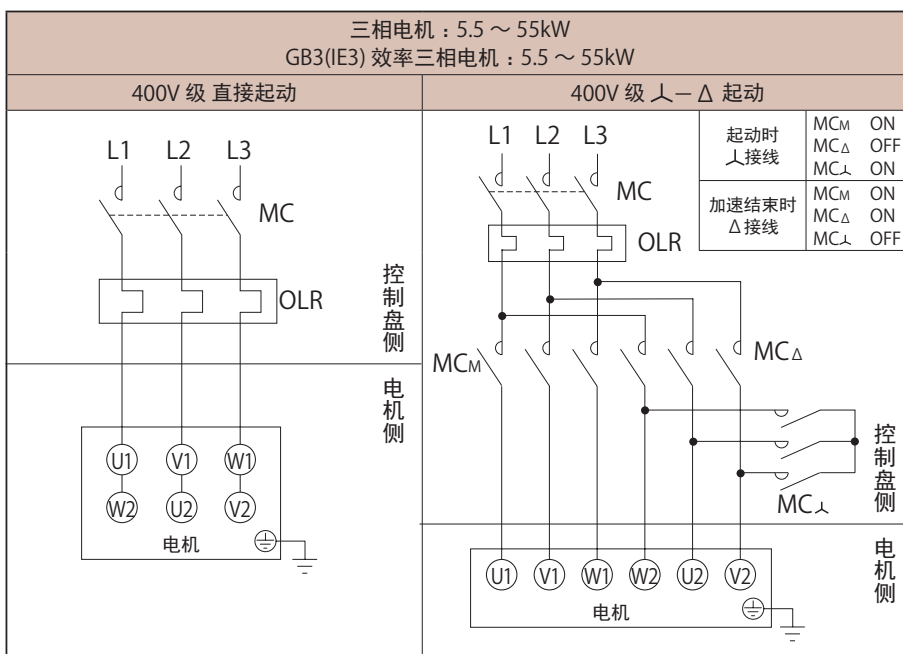 三相电机：5.5 ～ 55kW
GB3(IE3) 效率三相电机：5.5 ～ 55kW
400V 级 直接起动
L1 L2 L3
MC
OLR
控制盘侧
电机侧
U1 V1 W1
W2 U2 V2
电机
400V 级 人－Δ 起动
L1 L2 L3
MC
OLR
起动时
人接线
MCM ON
MCΔ OFF
MC人 ON
加速结束时
Δ接线
MCM ON
MCΔ ON
MC人 OFF
MCM
MCΔ
MC人
控制盘侧
电机侧
U1 V1 W1 W2 U2 V2
电机